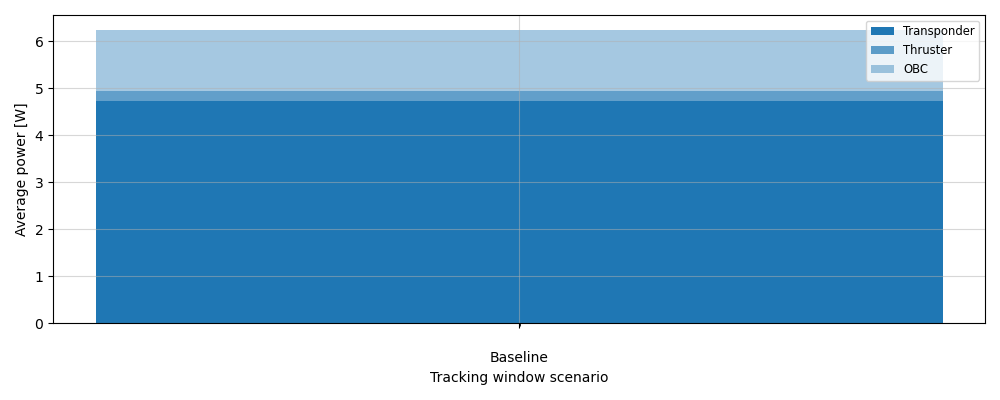 Transponder
Thruster
OBC
6
5
4
3
2
1
0
Average power [W]
Baseline
Tracking window scenario